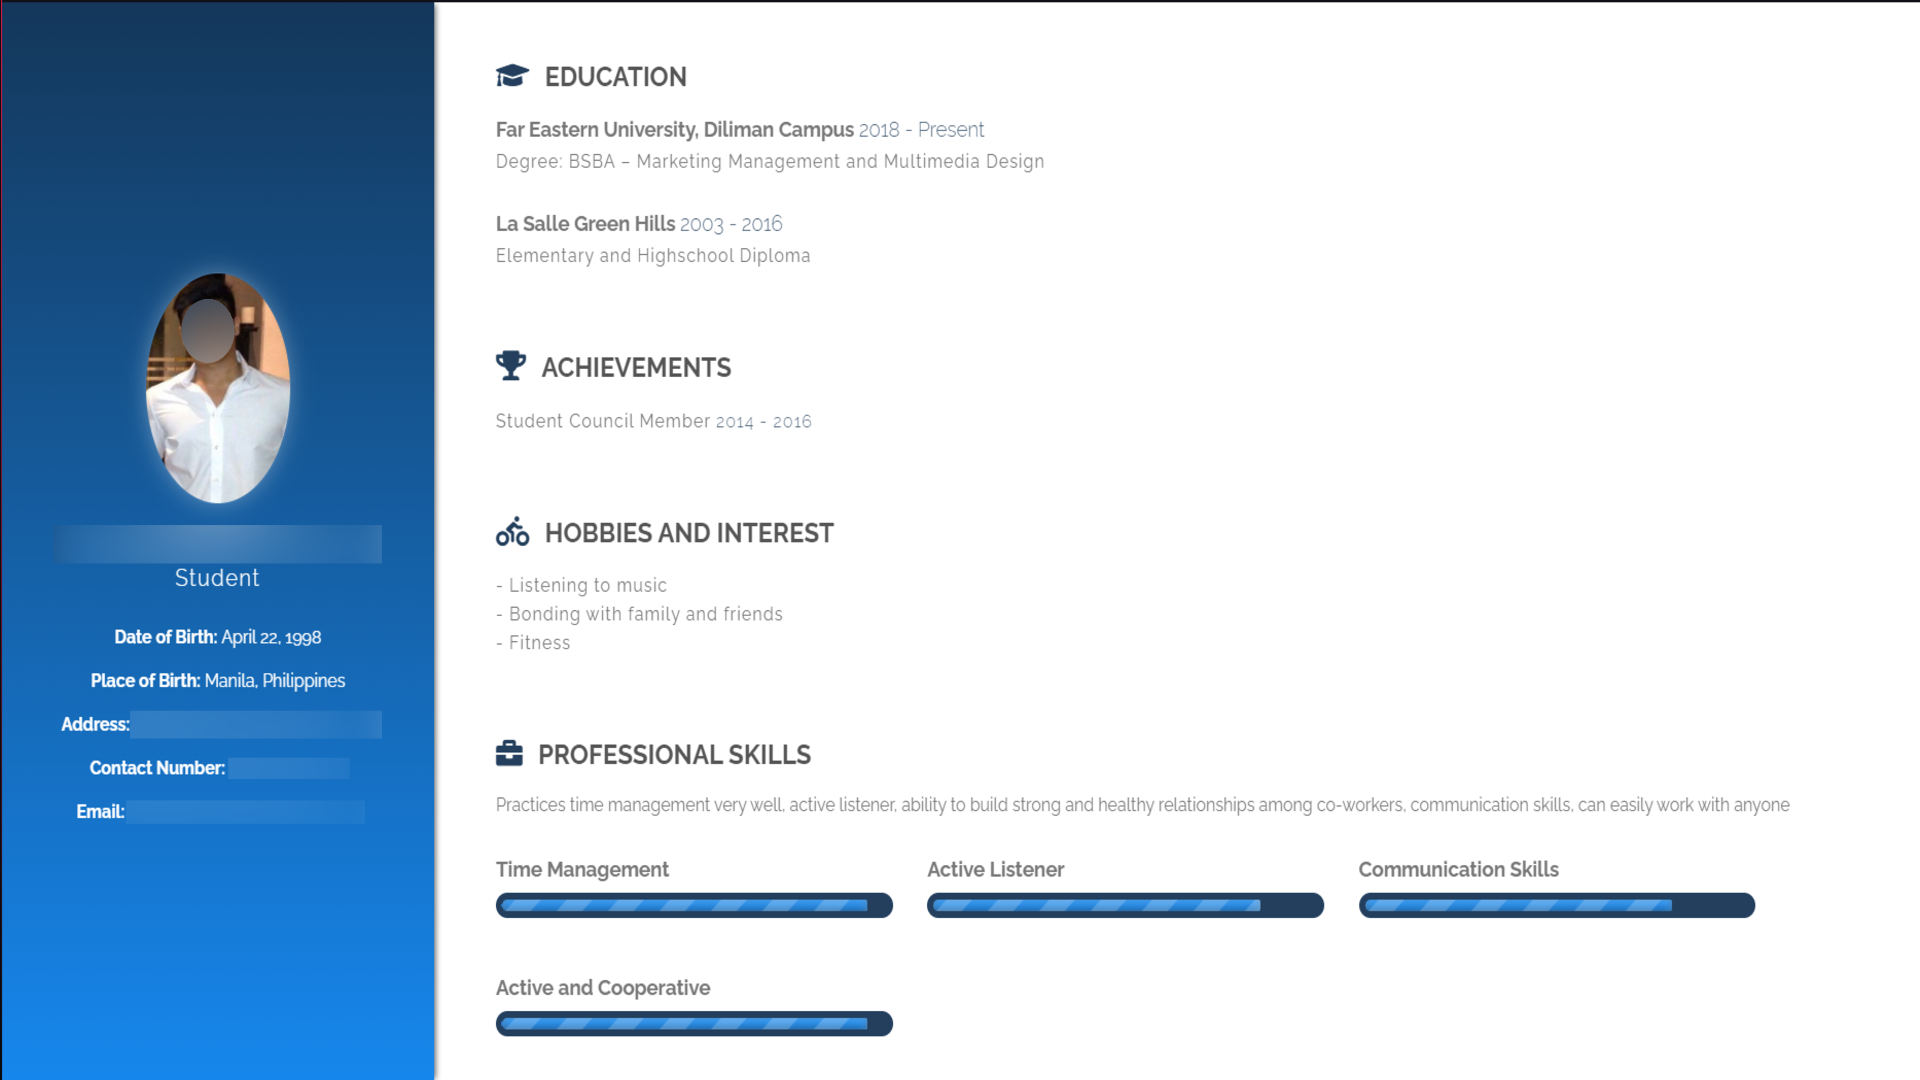 Student
Date of Birth: April 22, 1998
Place of Birth: Manila, Philippines
Address:
Contact Number:
Email:
EDUCATION
Far Eastern University, Diliman Campus 2018 - Present
Degree: BSBA – Marketing Management and Multimedia Design
La Salle Green Hills 2003 - 2016
Elementary and Highschool Diploma
ACHIEVEMENTS
Student Council Member 2014 - 2016
HOBBIES AND INTEREST
- Listening to music
- Bonding with family and friends
- Fitness
PROFESSIONAL SKILLS
Practices time management very well, active listener, ability to build strong and healthy relationships among co-workers, communication skills, can easily work with anyone
Time Management
Active Listener
Communication Skills
Active and Cooperative